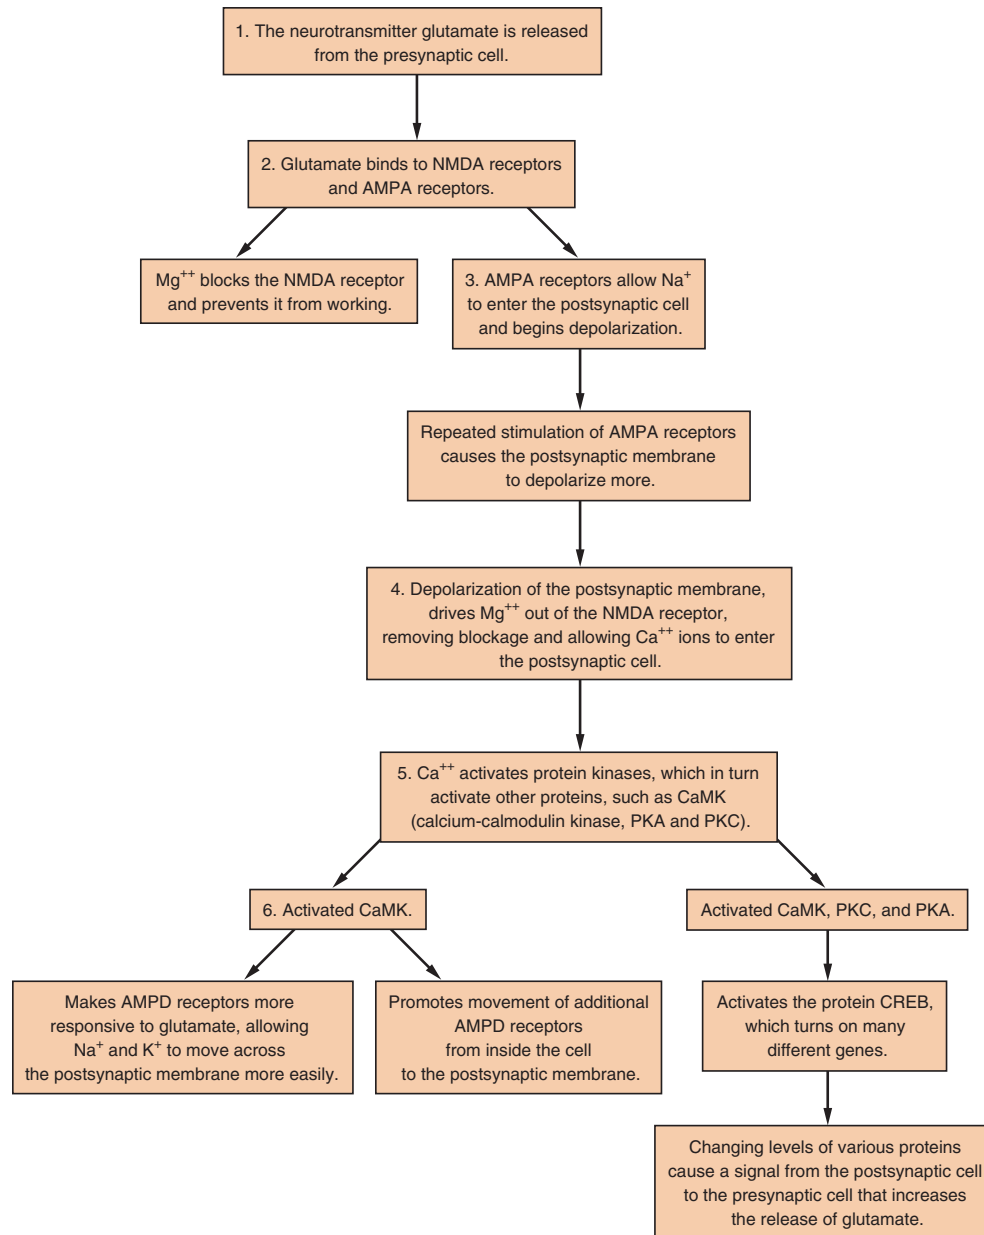 1. The neurotransmitter glutamate is released
from the presynaptic cell.
2. Glutamate binds to NMDA receptors
and AMPA receptors.
Mg⁺⁺ blocks the NMDA receptor
and prevents it from working.
3. AMPA receptors allow Na⁺
to enter the postsynaptic cell
and begins depolarization.
Repeated stimulation of AMPA receptors
causes the postsynaptic membrane
to depolarize more.
4. Depolarization of the postsynaptic membrane,
drives Mg⁺⁺ out of the NMDA receptor,
removing blockage and allowing Ca⁺⁺ ions to enter
the postsynaptic cell.
5. Ca⁺⁺ activates protein kinases, which in turn
activate other proteins, such as CaMK
(calcium-calmodulin kinase, PKA and PKC).
6. Activated CaMK.
Activated CaMK, PKC, and PKA.
Makes AMPD receptors more
responsive to glutamate, allowing
Na⁺ and K⁺ to move across
the postsynaptic membrane more easily.
Promotes movement of additional
AMPD receptors
from inside the cell
to the postsynaptic membrane.
Activates the protein CREB,
which turns on many
different genes.
Changing levels of various proteins
cause a signal from the postsynaptic cell
to the presynaptic cell that increases
the release of glutamate.